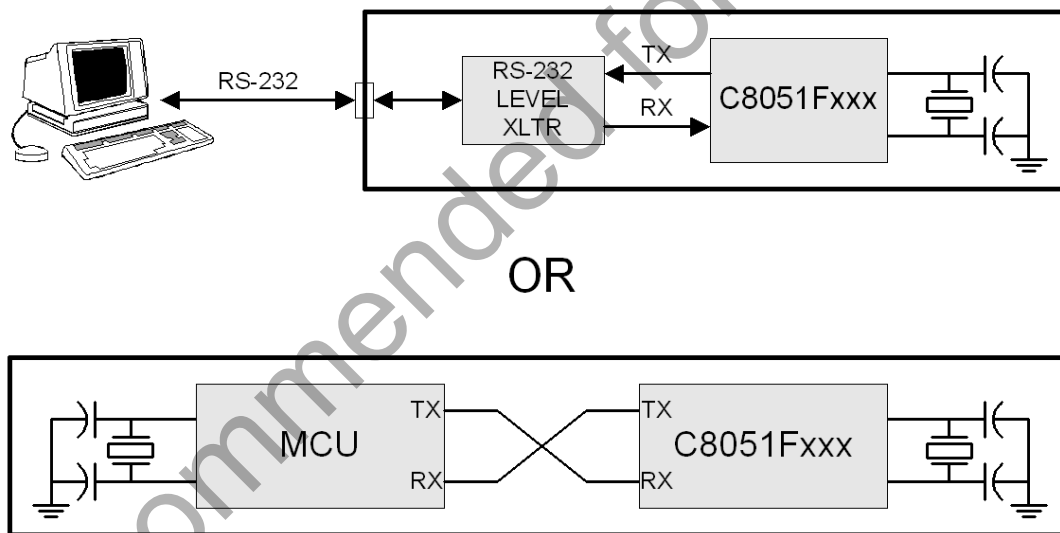 RS-232
RS-232
LEVEL
XLTR
TX
RX
C8051Fxxx
OR
MCU
TX
RX
TX
RX
C8051Fxxx